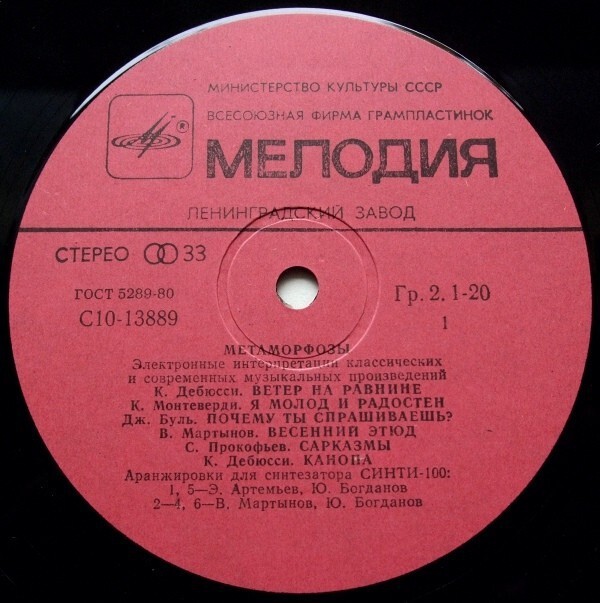 МИНИСТЕРСТВО КУЛЬТУРЫ СССР
ВСЕСОЮЗНАЯ ФИРМА ГРАМПЛАСТИНОК
®
МЕЛОДИЯ
ЛЕНИНГРАДСКИЙ ЗАВОД
СТЕРЕО 33
ГОСТ 5289-80
Гр. 2. 1-20
С10-13889
1
МЕТАМОРФОЗЫ
Электронные интерпретации классических
и современных музыкальных произведений
К. Дебюсси. ВЕТЕР НА РАВНИНЕ
К. Монтеверди. Я МОЛОД И РАДОСТЕН
Дж. Буль. ПОЧЕМУ ТЫ СПРАШИВАЕШЬ?
В. Мартынов. ВЕСЕННИЙ ЭТЮД
С. Прокофьев. САРКАЗМЫ
К. Дебюсси. КАНОПА
Аранжировки для синтезатора СИНТИ-100:
1, 5—Э. Артемьев, Ю. Богданов
2—4, 6—В. Мартынов, Ю. Богданов